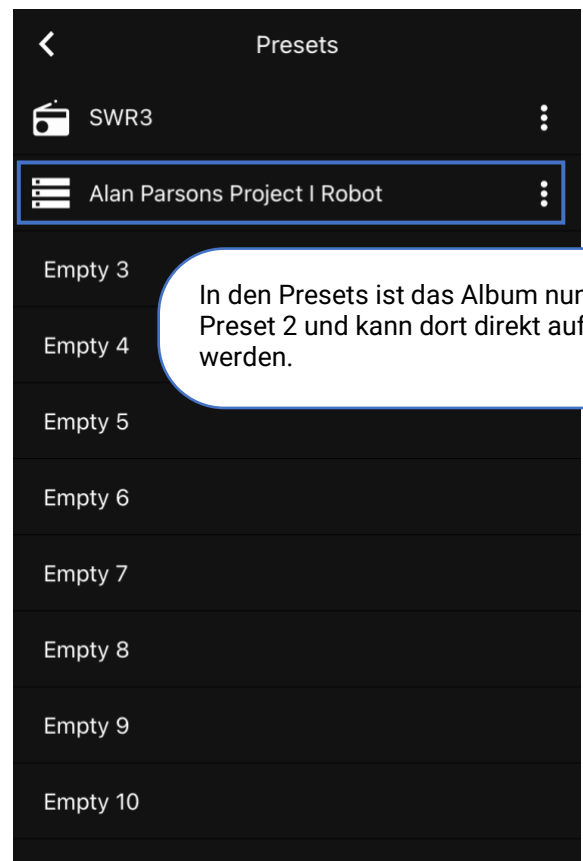 Presets
SWR3
Alan Parsons Project I Robot
Empty 3
In den Presets ist das Album nun
Preset 2 und kann dort direkt auf
werden.
Empty 4
Empty 5
Empty 6
Empty 7
Empty 8
Empty 9
Empty 10